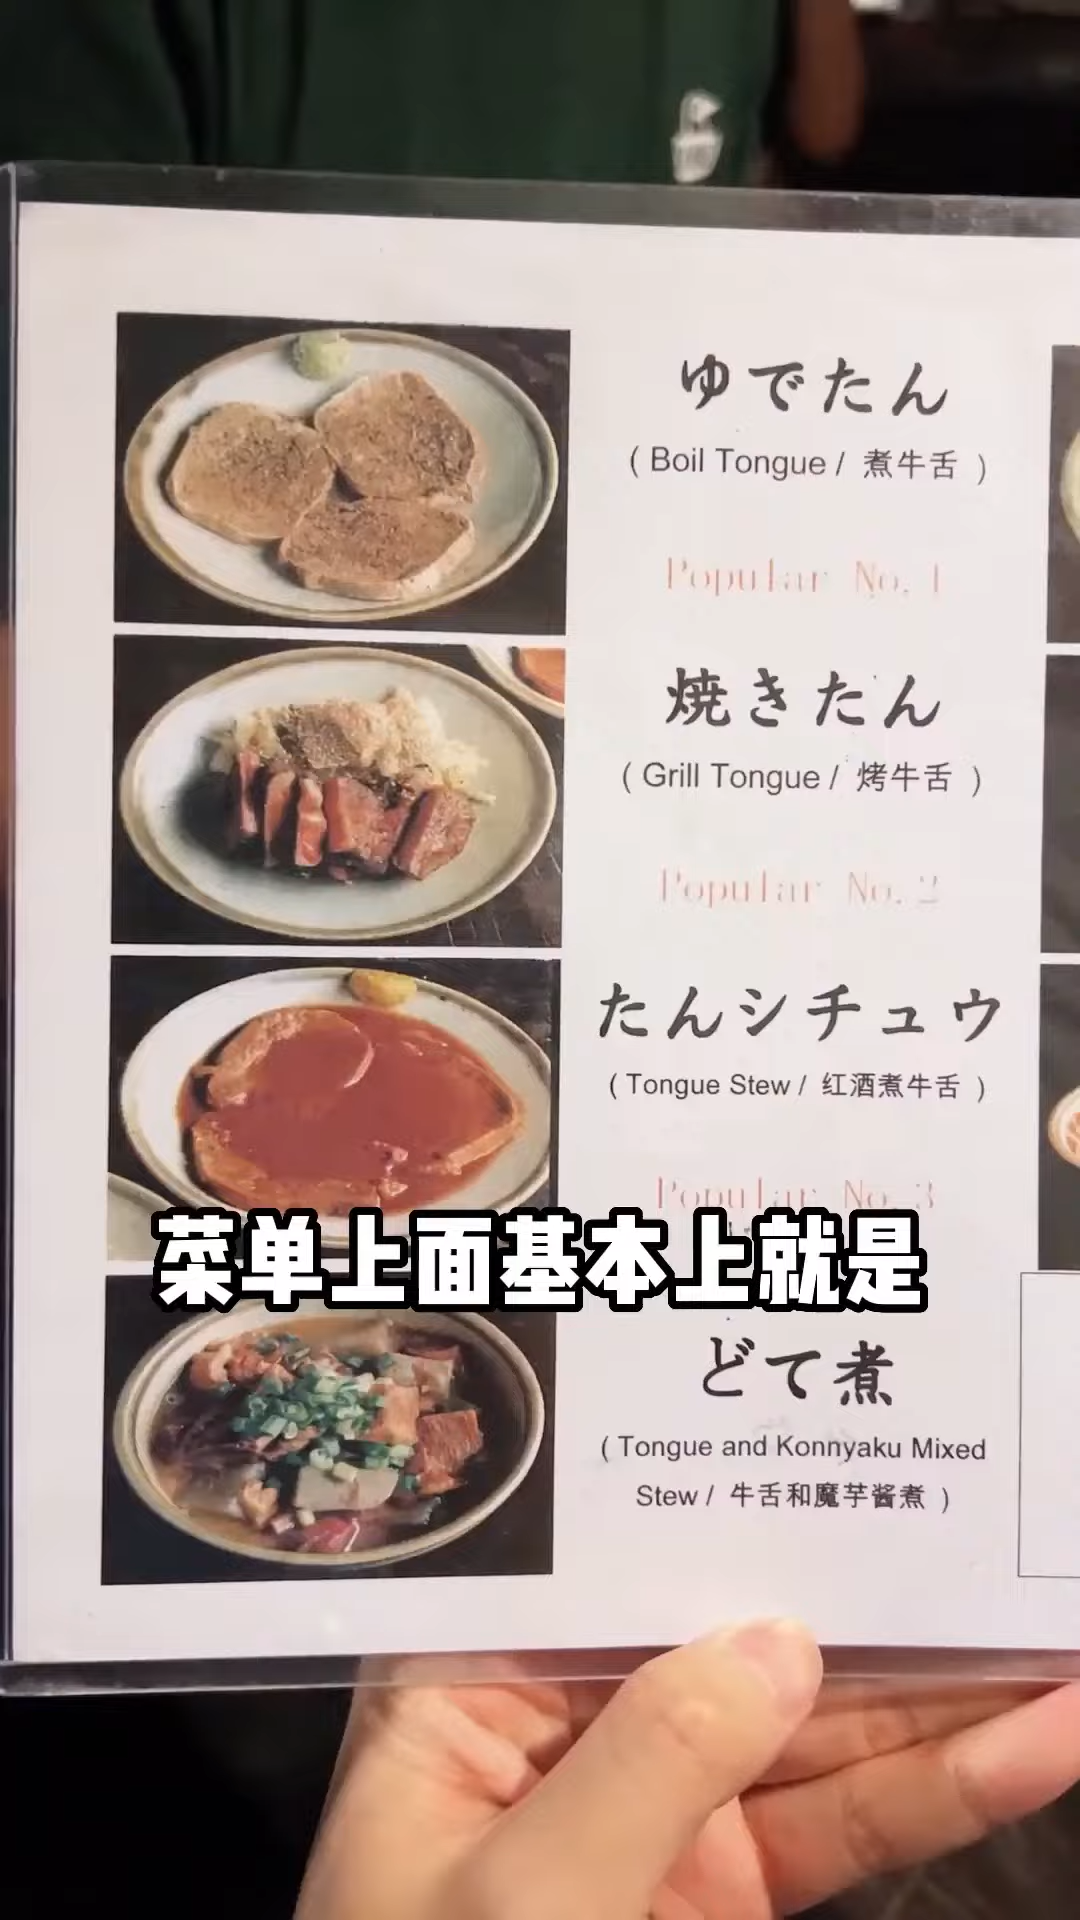 ゆでたん
( Boil Tongue / 煮牛舌 )
Popular No. 1
焼きたん
( Grill Tongue / 烤牛舌 )
Popular No. 2
たんシチュウ
( Tongue Stew / 红酒煮牛舌 )
Popular No. 3
菜单上面基本上就是
どて煮
( Tongue and Konnyaku Mixed
Stew / 牛舌和魔芋酱煮 )